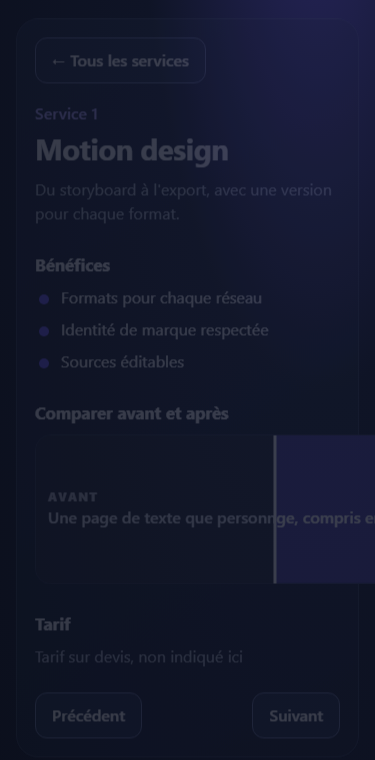 ← Tous les services
Service 1
Motion design
Du storyboard à l'export, avec une version
pour chaque format.
Bénéfices
Formats pour chaque réseau
Identité de marque respectée
Sources éditables
Comparer avant et après
AVANT
Une page de texte que compris
Tarif
Tarif sur devis, non indiqué ici
Précédent
Suivant